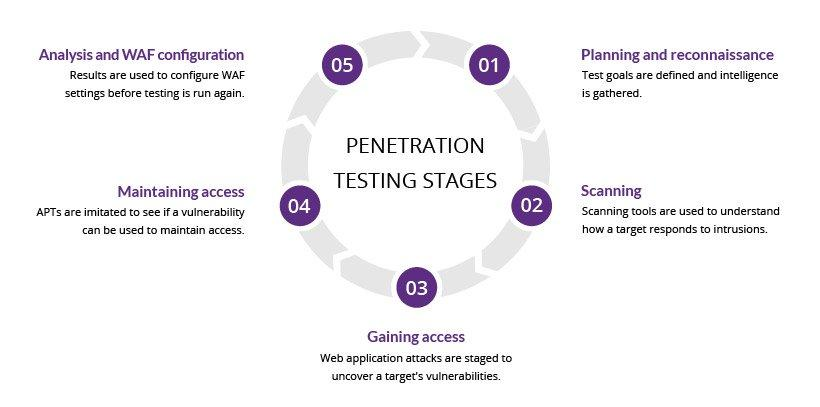 PENETRATION
TESTING STAGES
01
Planning and reconnaissance
Test goals are defined and intelligence
is gathered.
02
Scanning
Scanning tools are used to understand
how a target responds to intrusions.
03
Gaining access
Web application attacks are staged to
uncover a target's vulnerabilities.
04
Maintaining access
APTs are imitated to see if a vulnerability
can be used to maintain access.
05
Analysis and WAF configuration
Results are used to configure WAF
settings before testing is run again.